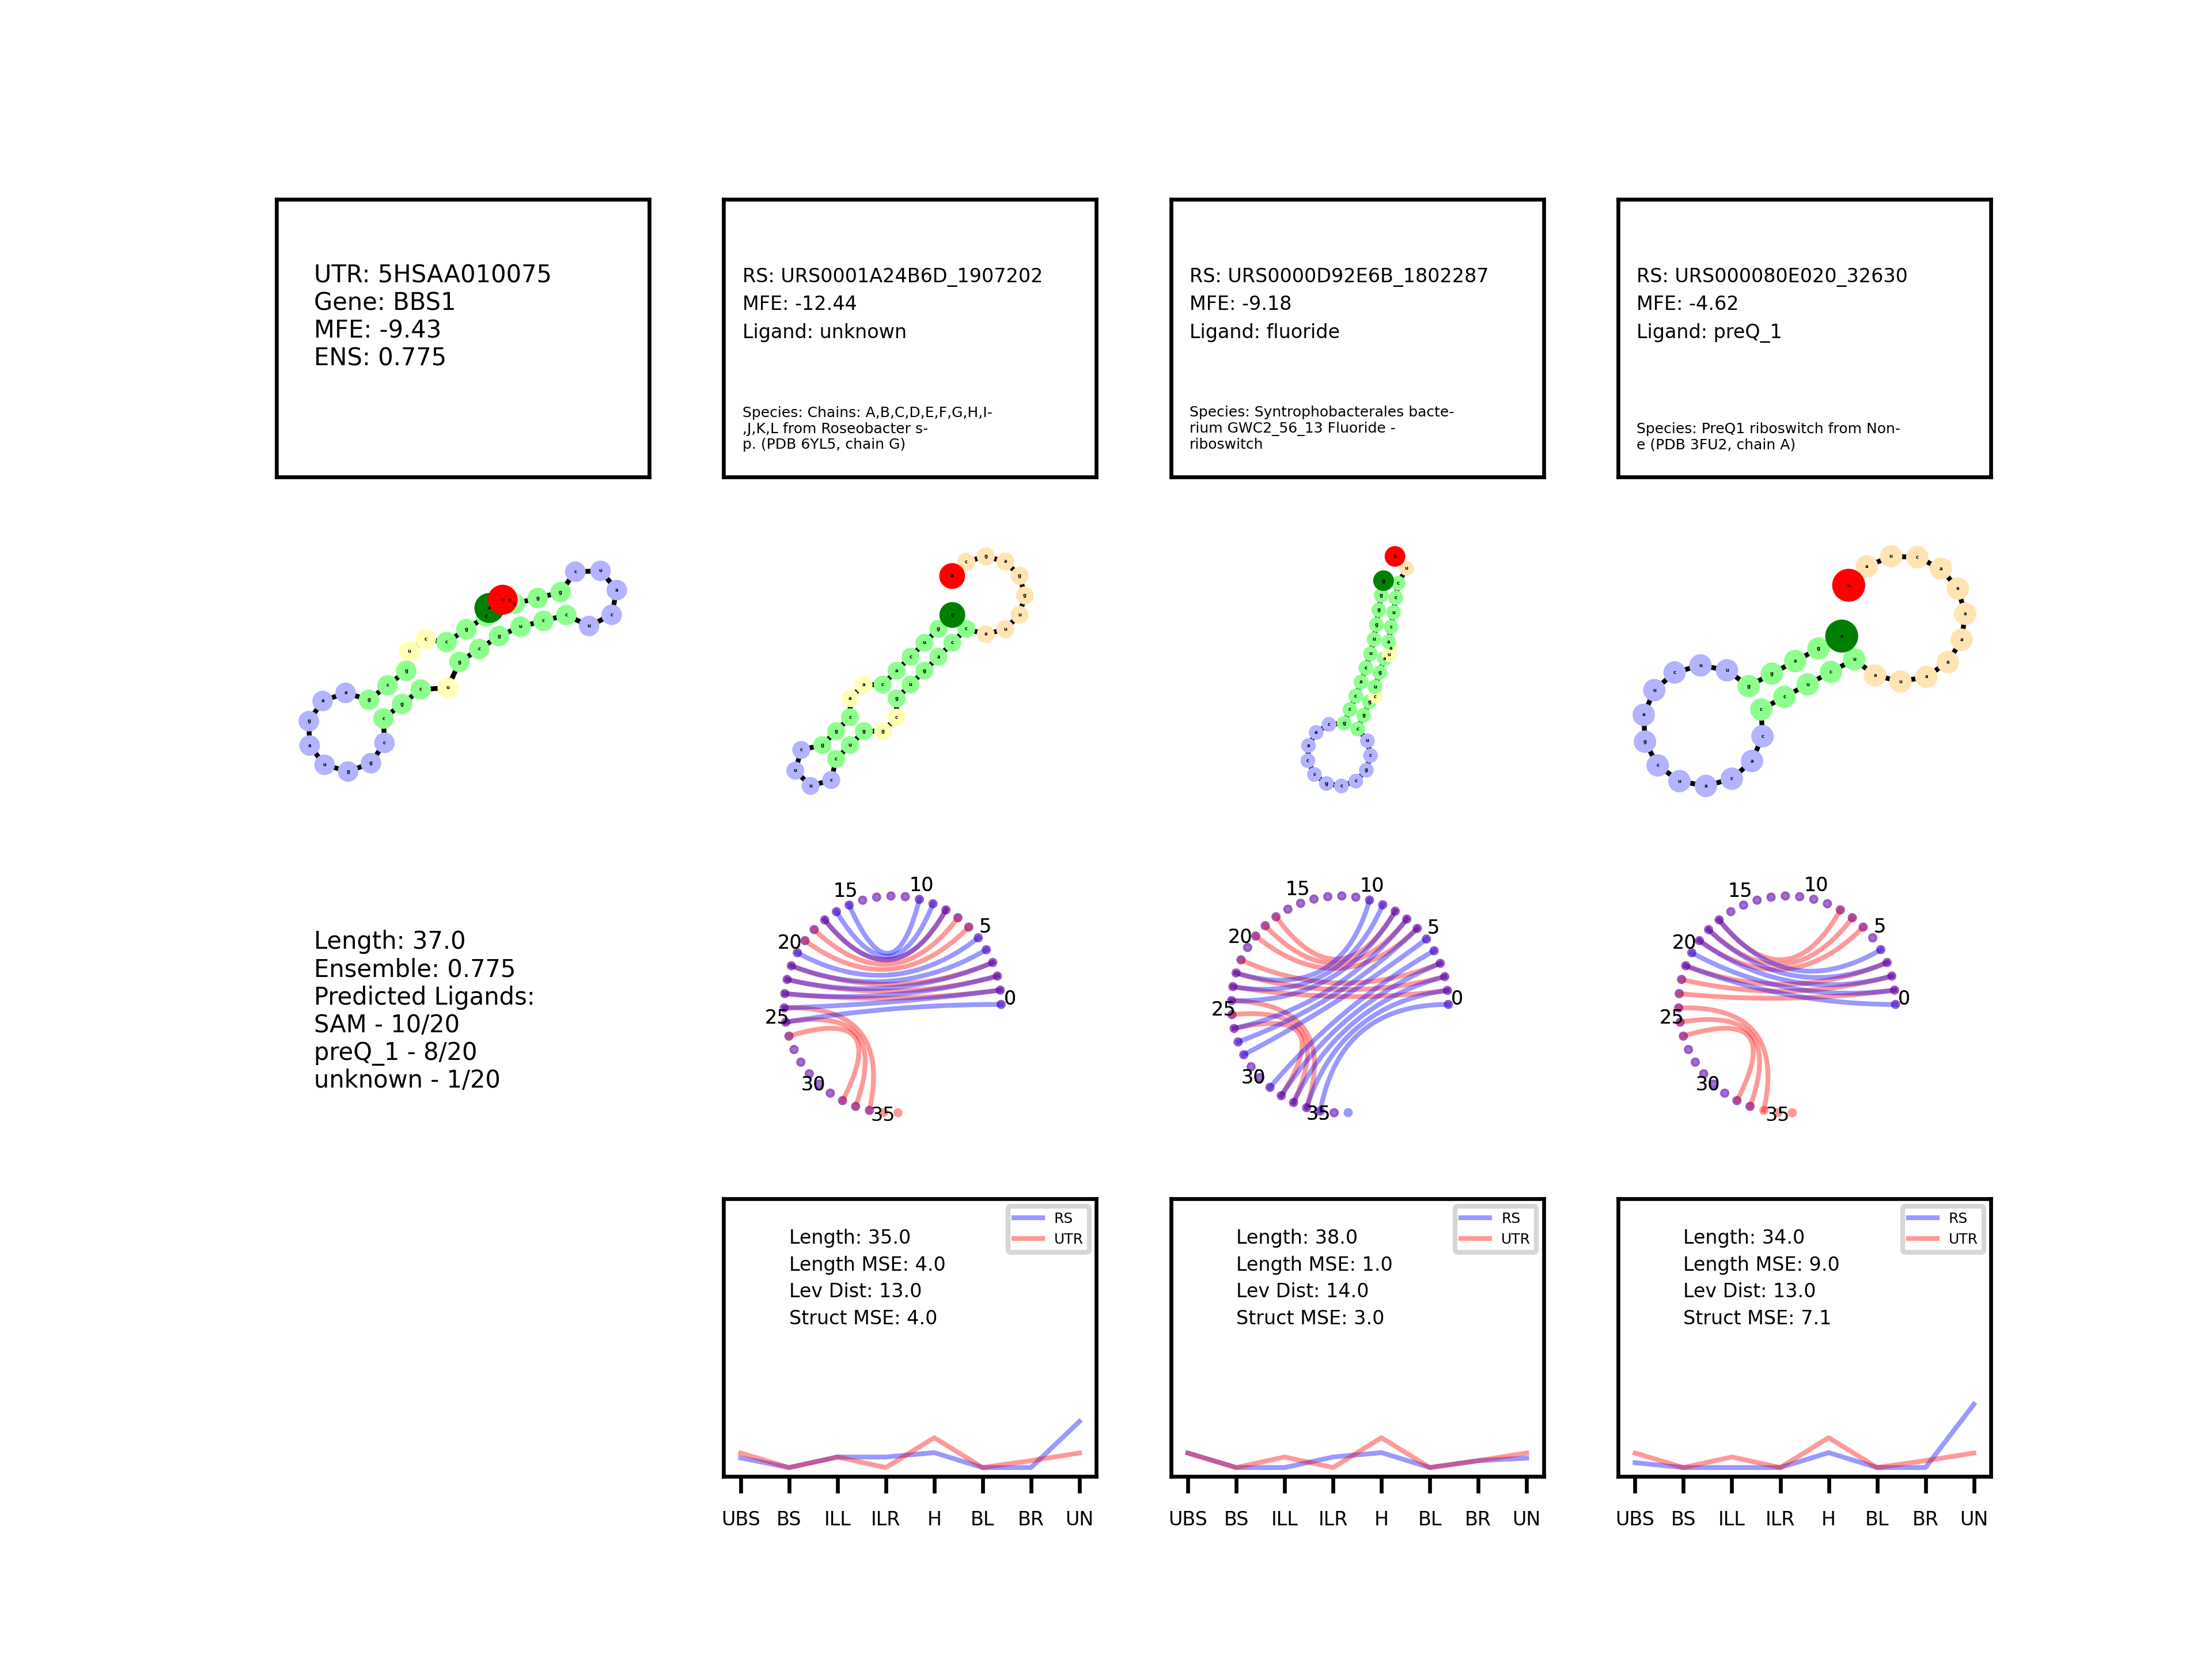 UTR: 5HSAA010075
Gene: BBS1
MFE: -9.43
ENS: 0.775
RS: URS0001A24B6D_1907202
MFE: -12.44
Ligand: unknown
Species: Chains: A,B,C,D,E,F,G,H,I-
,J,K,L from Roseobacter s-
p. (PDB 6YL5, chain G)
RS: URS0000D92E6B_1802287
MFE: -9.18
Ligand: fluoride
Species: Syntrophobacterales bacte-
rium GWC2_56_13 Fluoride -
riboswitch
RS: URS000080E020_32630
MFE: -4.62
Ligand: preQ_1
Species: PreQ1 riboswitch from Non-
e (PDB 3FU2, chain A)
Length: 37.0
Ensemble: 0.775
Predicted Ligands:
SAM - 10/20
preQ_1 - 8/20
unknown - 1/20
0
5
10
15
20
25
30
35
0
5
10
15
20
25
30
35
0
5
10
15
20
25
30
35
RS
UTR
Length: 35.0
Length MSE: 4.0
Lev Dist: 13.0
Struct MSE: 4.0
UBS BS ILL ILR H BL BR UN
RS
UTR
Length: 38.0
Length MSE: 1.0
Lev Dist: 14.0
Struct MSE: 3.0
UBS BS ILL ILR H BL BR UN
RS
UTR
Length: 34.0
Length MSE: 9.0
Lev Dist: 13.0
Struct MSE: 7.1
UBS BS ILL ILR H BL BR UN